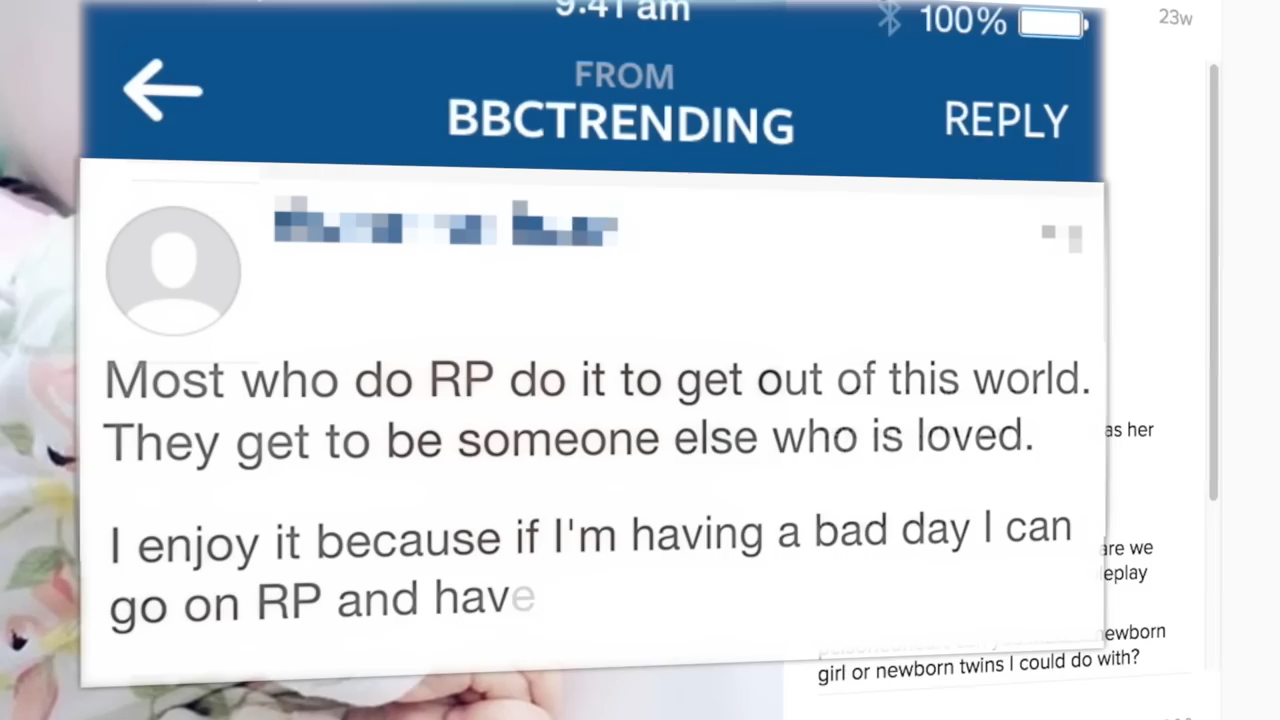 9:41 am
100%
23w
FROM
BBCTRENDING
REPLY
Most who do RP do it to get out of this world.
They get to be someone else who is loved.
I enjoy it because if I'm having a bad day I can
go on RP and have
as her
are we
eplay
ewborn
girl or newborn twins I could do with?